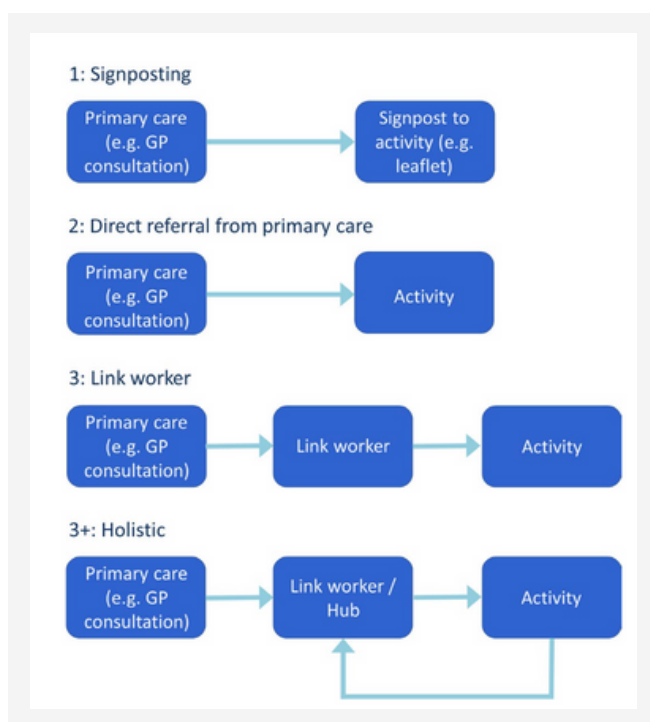 1: Signposting
Primary care
(e.g. GP
consultation)
Signpost to
activity (e.g.
leaflet)
2: Direct referral from primary care
Primary care
(e.g. GP
consultation)
Activity
3: Link worker
Primary care
(e.g. GP
consultation)
Link worker
Activity
3+: Holistic
Primary care
(e.g. GP
consultation)
Link worker /
Hub
Activity